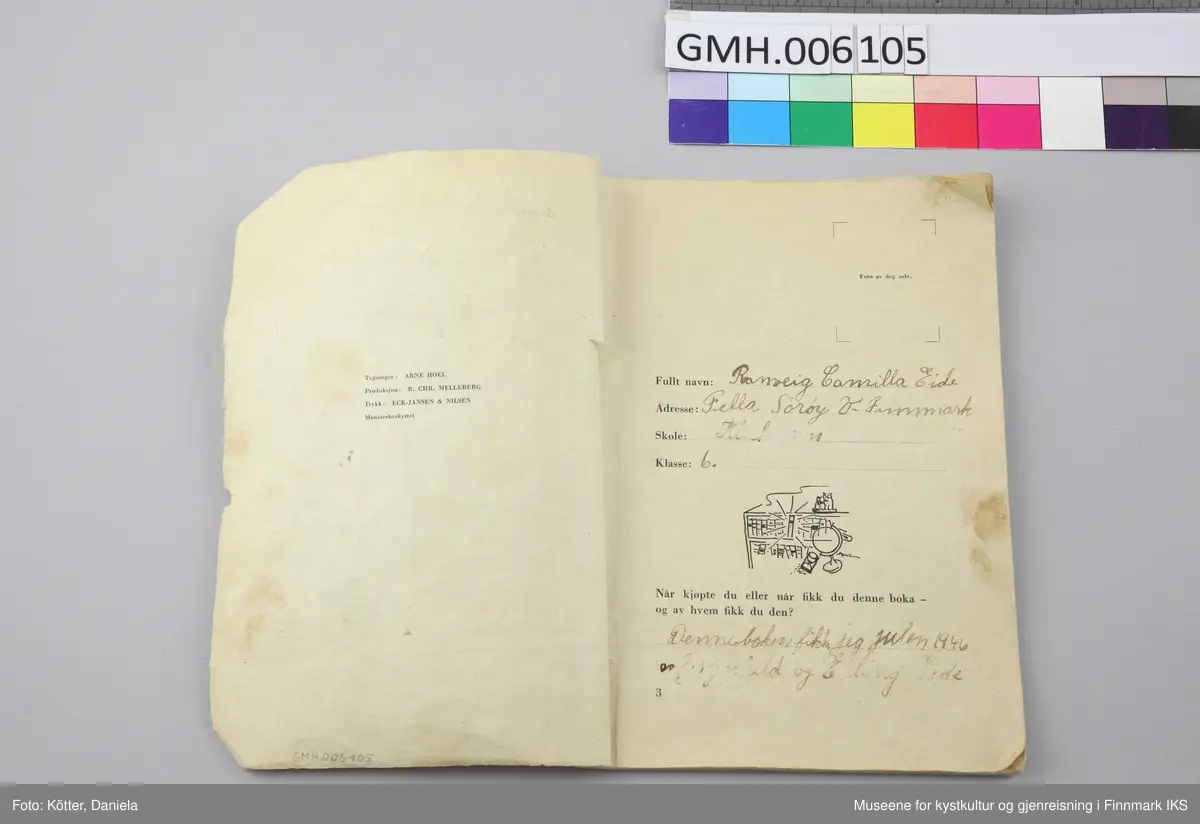 GMH.006105
Tegninger: ARNE HOEL
Produksjon: R. CHR. MELLEBERG
Trykk: ECK-JANSEN & NILSEN
Mønsterbeskyttet
GMH.006105
Foto av deg selv.
Fullt navn: Ranveig Camilla Eide
Adresse: Fella Sörøy V-Finnmark
Skole:
Klasse: 6.
Når kjøpte du eller når fikk du denne boka –
og av hvem fikk du den?
Denne boken fikk jeg julen 1946
og Eide
3
Foto: Kötter, Daniela
Museene for kystkultur og gjenreisning i Finnmark IKS